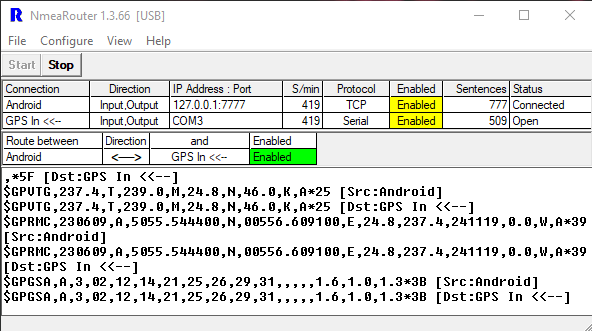 NmeaRouter 1.3.66 [USB]
File Configure View Help
Start Stop
Connection Direction IP Address : Port S/min Protocol Enabled Sentences Status
Android Input,Output 127.0.0.1:7777 419 TCP Enabled 777 Connected
GPS In <<-- Input,Output COM3 419 Serial Enabled 509 Open
Route between Direction and Enabled
Android <---> GPS In <<-- Enabled
,*5F [Dst:GPS In <<--]
$GPUTG,237.4,T,239.0,M,24.8,N,46.0,K,A*25 [Src:Android]
$GPUTG,237.4,T,239.0,M,24.8,N,46.0,K,A*25 [Dst:GPS In <<--]
$GPRMC,230609,A,5055.544400,N,00556.609100,E,24.8,237.4,241119,0.0,W,A*39
[Src:Android]
$GPRMC,230609,A,5055.544400,N,00556.609100,E,24.8,237.4,241119,0.0,W,A*39
[Dst:GPS In <<--]
$GPGSA,A,3,02,12,14,21,25,26,29,31,,,,,1.6,1.0,1.3*3B [Src:Android]
$GPGSA,A,3,02,12,14,21,25,26,29,31,,,,,1.6,1.0,1.3*3B [Dst:GPS In <<--]